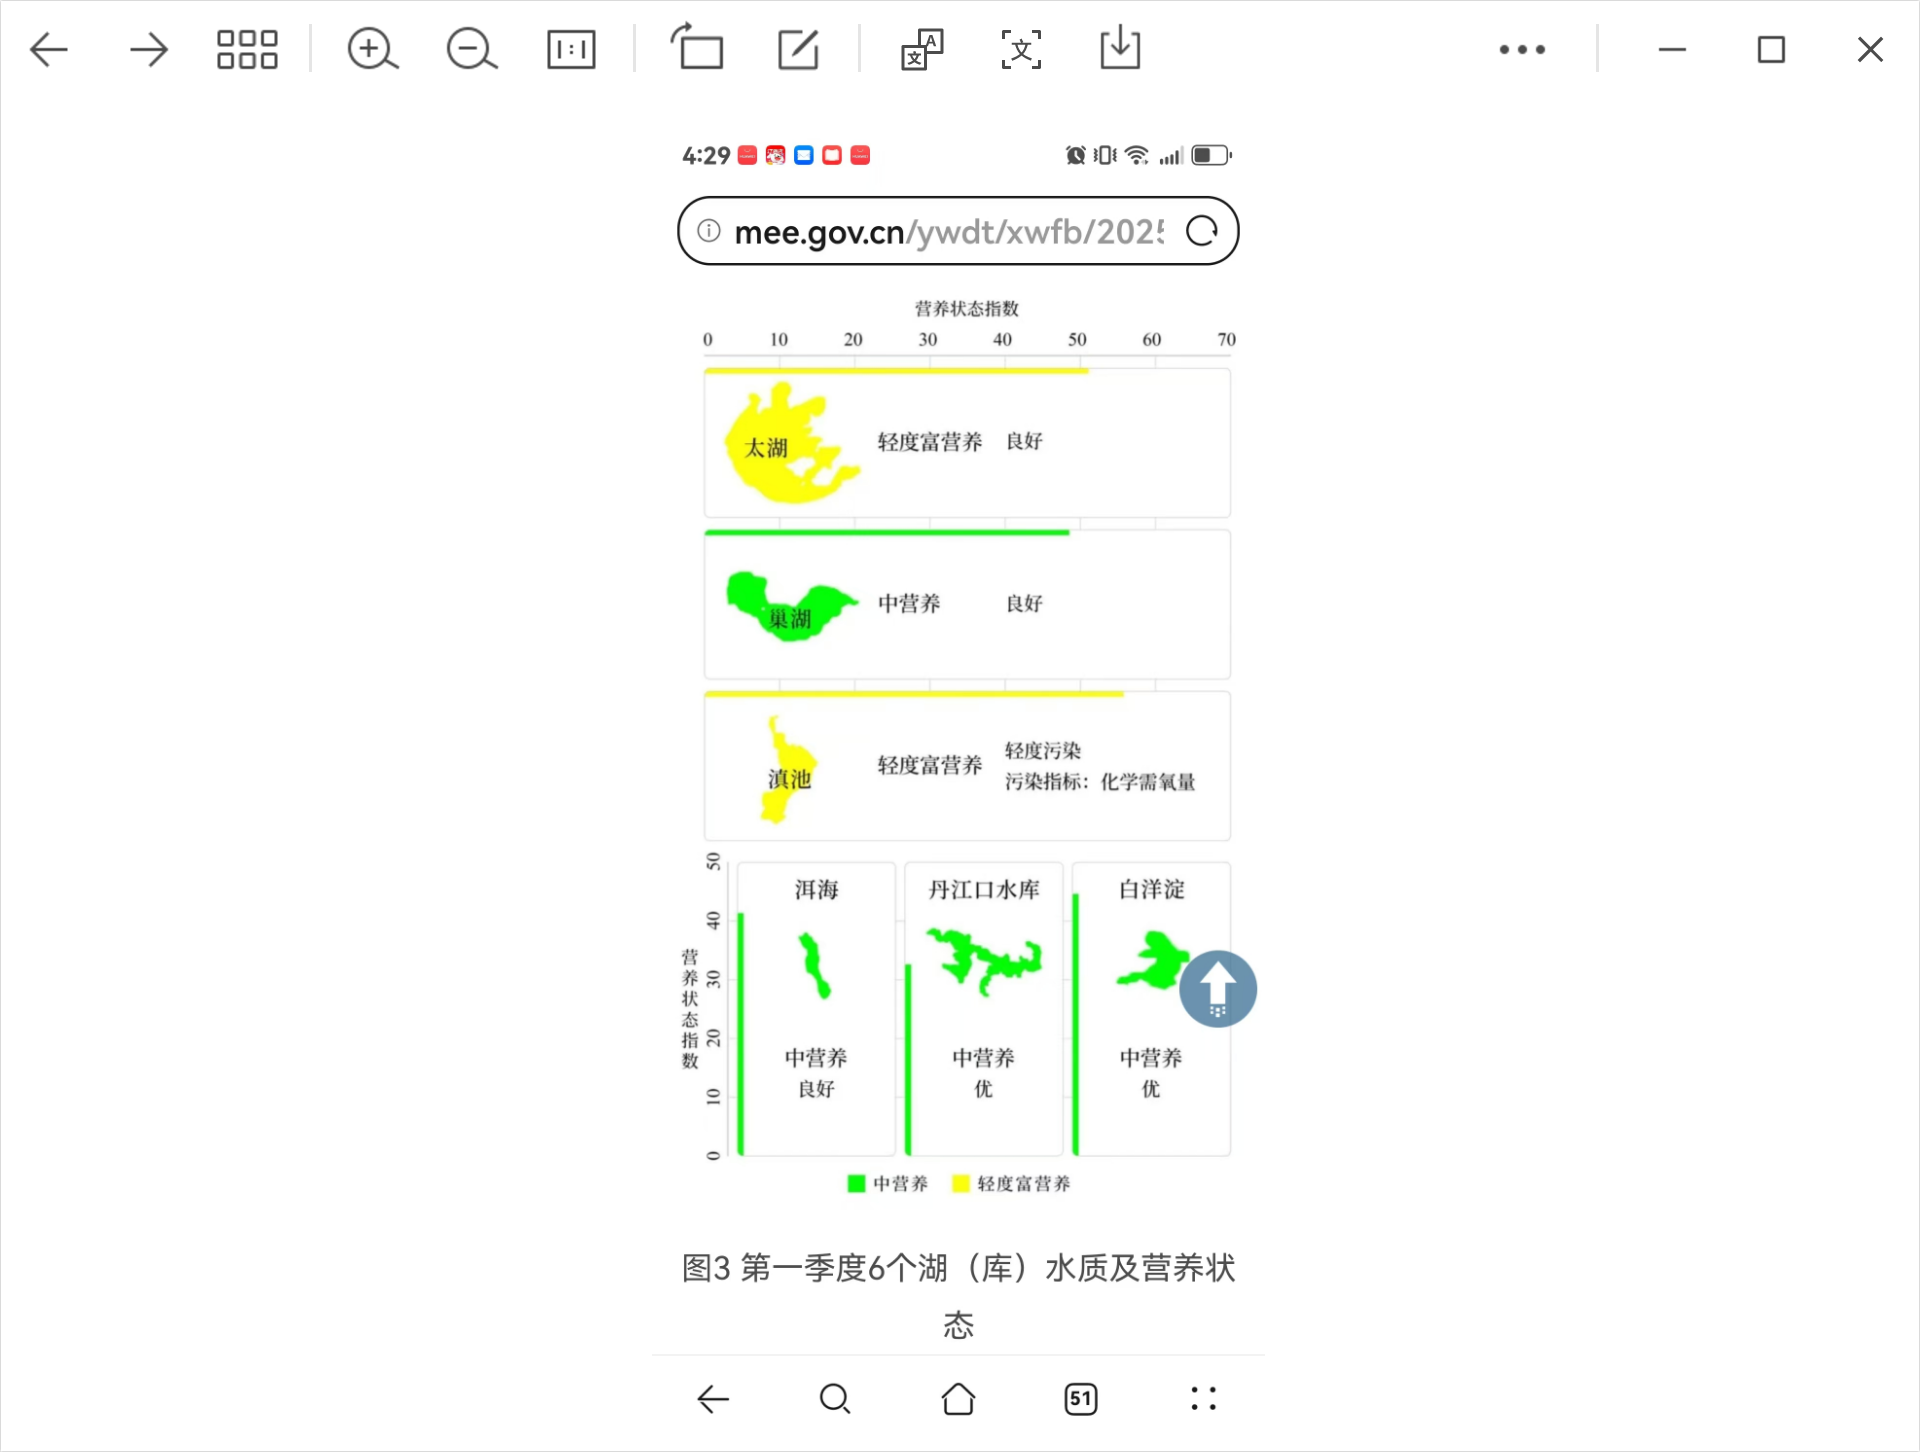 1:1
A
文
文
4:29
mee.gov.cn/ywdt/xwfb/2025
营养状态指数
0 10 20 30 40 50 60 70
太湖 轻度富营养 良好
巢湖 中营养 良好
滇池 轻度富营养 轻度污染
污染指标：化学需氧量
营养状态指数
50
40
30
20
10
0
洱海
中营养
良好
丹江口水库
中营养
优
白洋淀
中营养
优
中营养 轻度富营养
图3 第一季度6个湖（库）水质及营养状
态
51